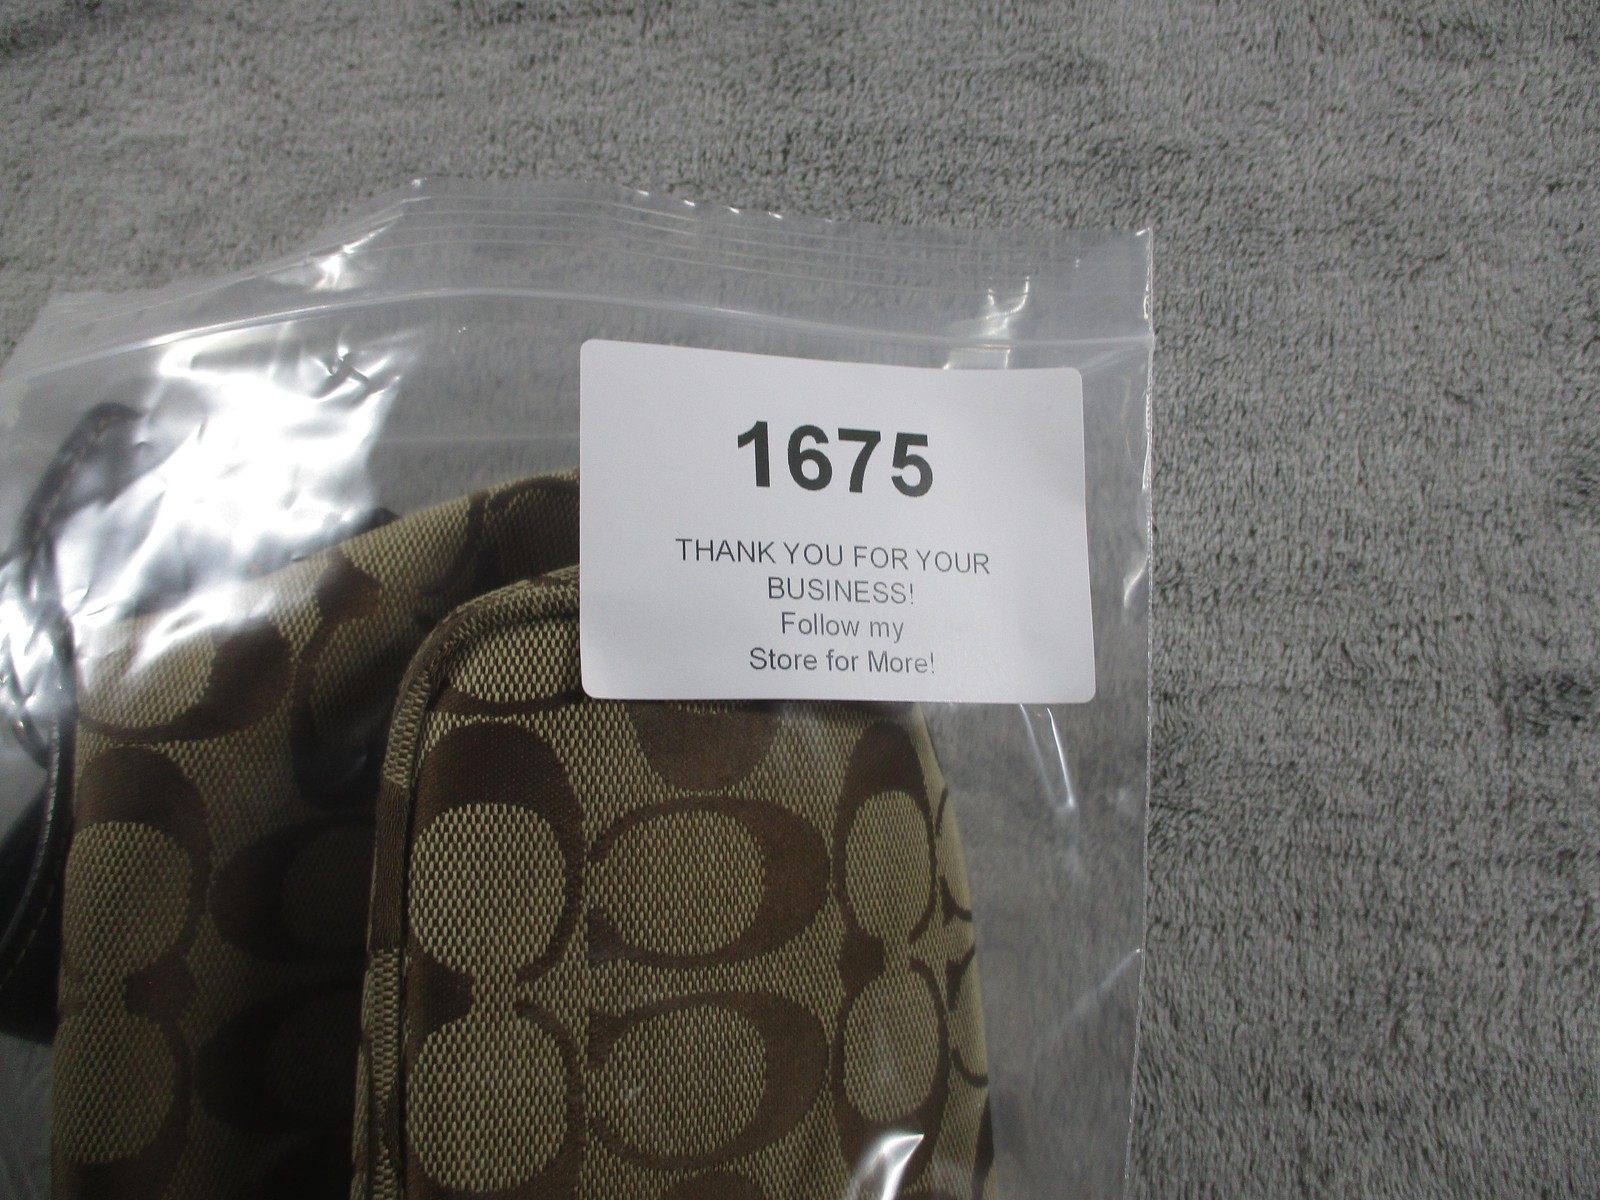 1675
THANK YOU FOR YOUR
BUSINESS!
Follow my
Store for More!